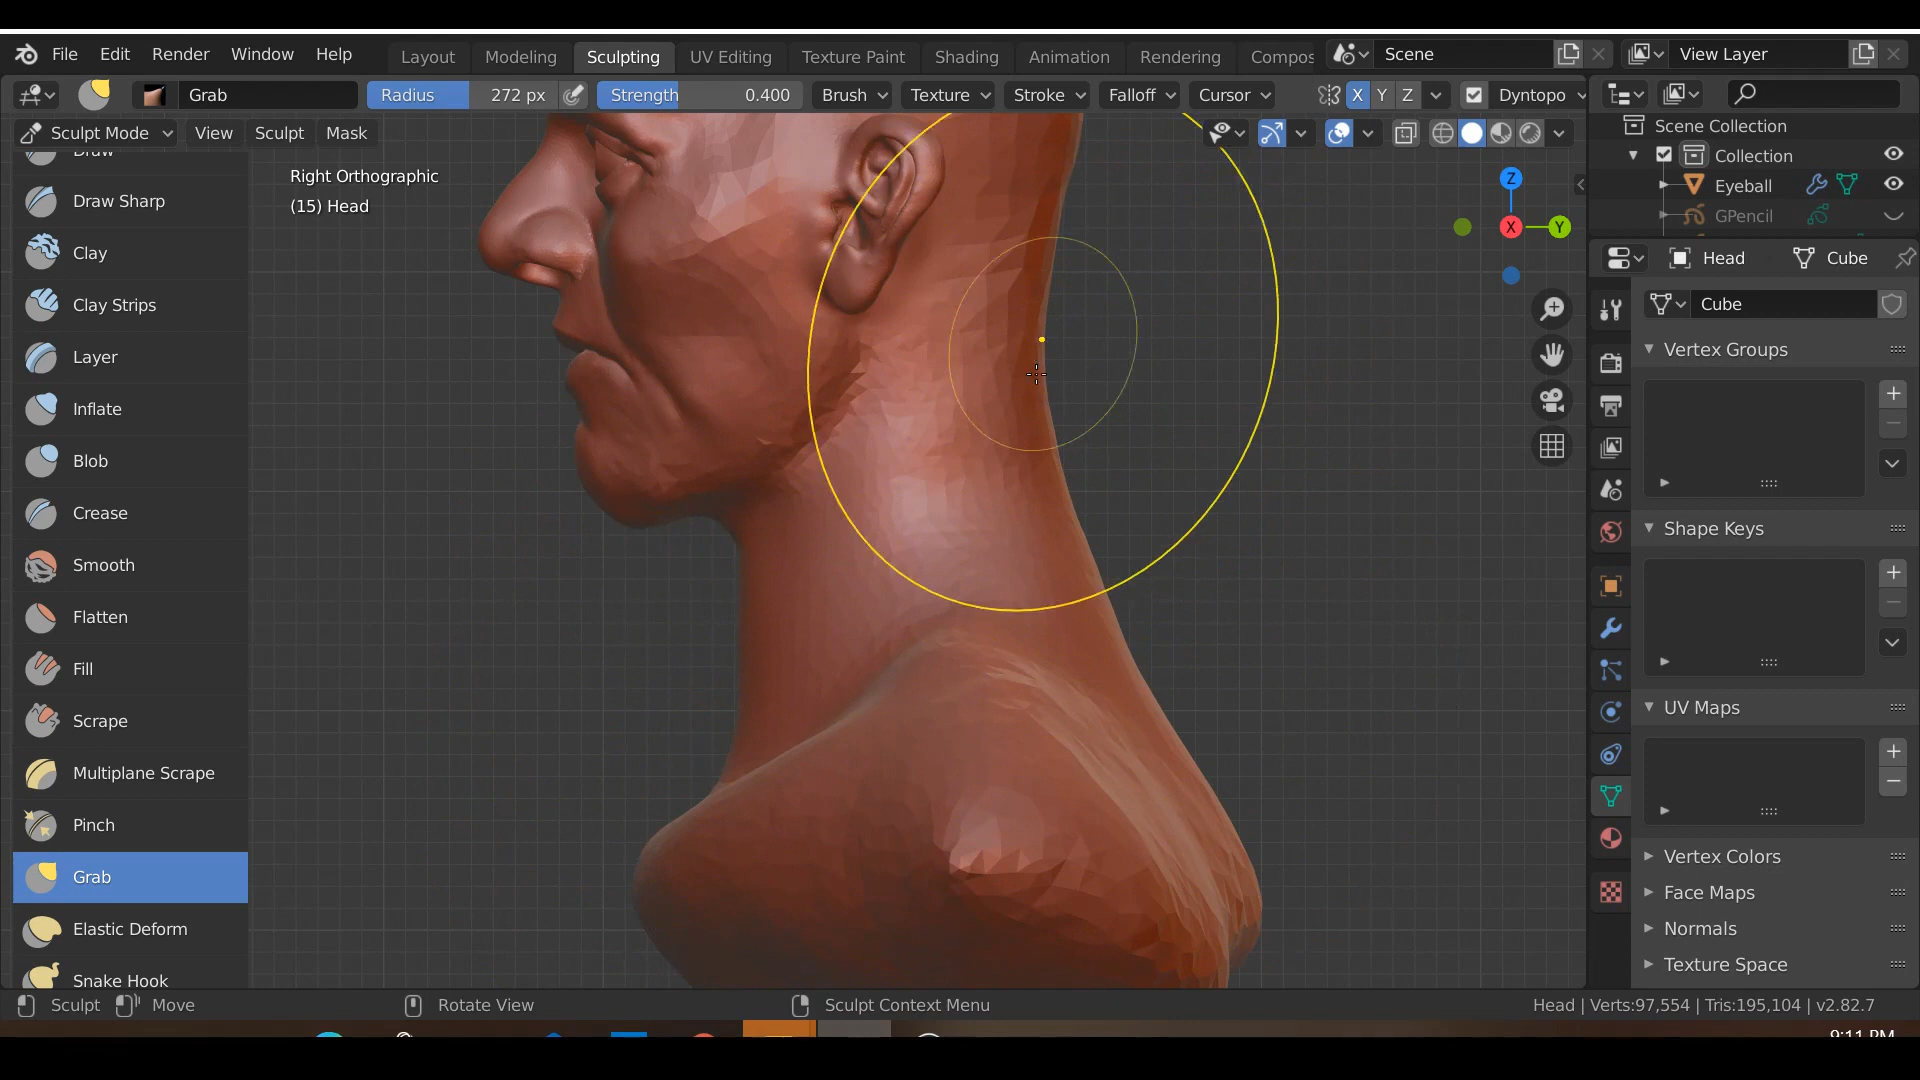 File Edit Render Window Help Layout Modeling Sculpting UV Editing Texture Paint Shading Animation Rendering Compos Scene View Layer
Grab Radius 272 px Strength 0.400 Brush Texture Stroke Falloff Cursor X Y Z Dyntopo
Sculpt Mode View Sculpt Mask
Scene Collection
Collection
Eyeball
GPencil
Right Orthographic
(15) Head
Z
X
Y
Draw
Draw Sharp
Clay
Clay Strips
Layer
Inflate
Blob
Crease
Smooth
Flatten
Fill
Scrape
Multiplane Scrape
Pinch
Grab
Elastic Deform
Snake Hook
Head Cube
Cube
Vertex Groups
Shape Keys
UV Maps
Vertex Colors
Face Maps
Normals
Texture Space
Sculpt Move Rotate View Sculpt Context Menu Head | Verts:97,554 | Tris:195,104 | v2.82.7
9:11 PM